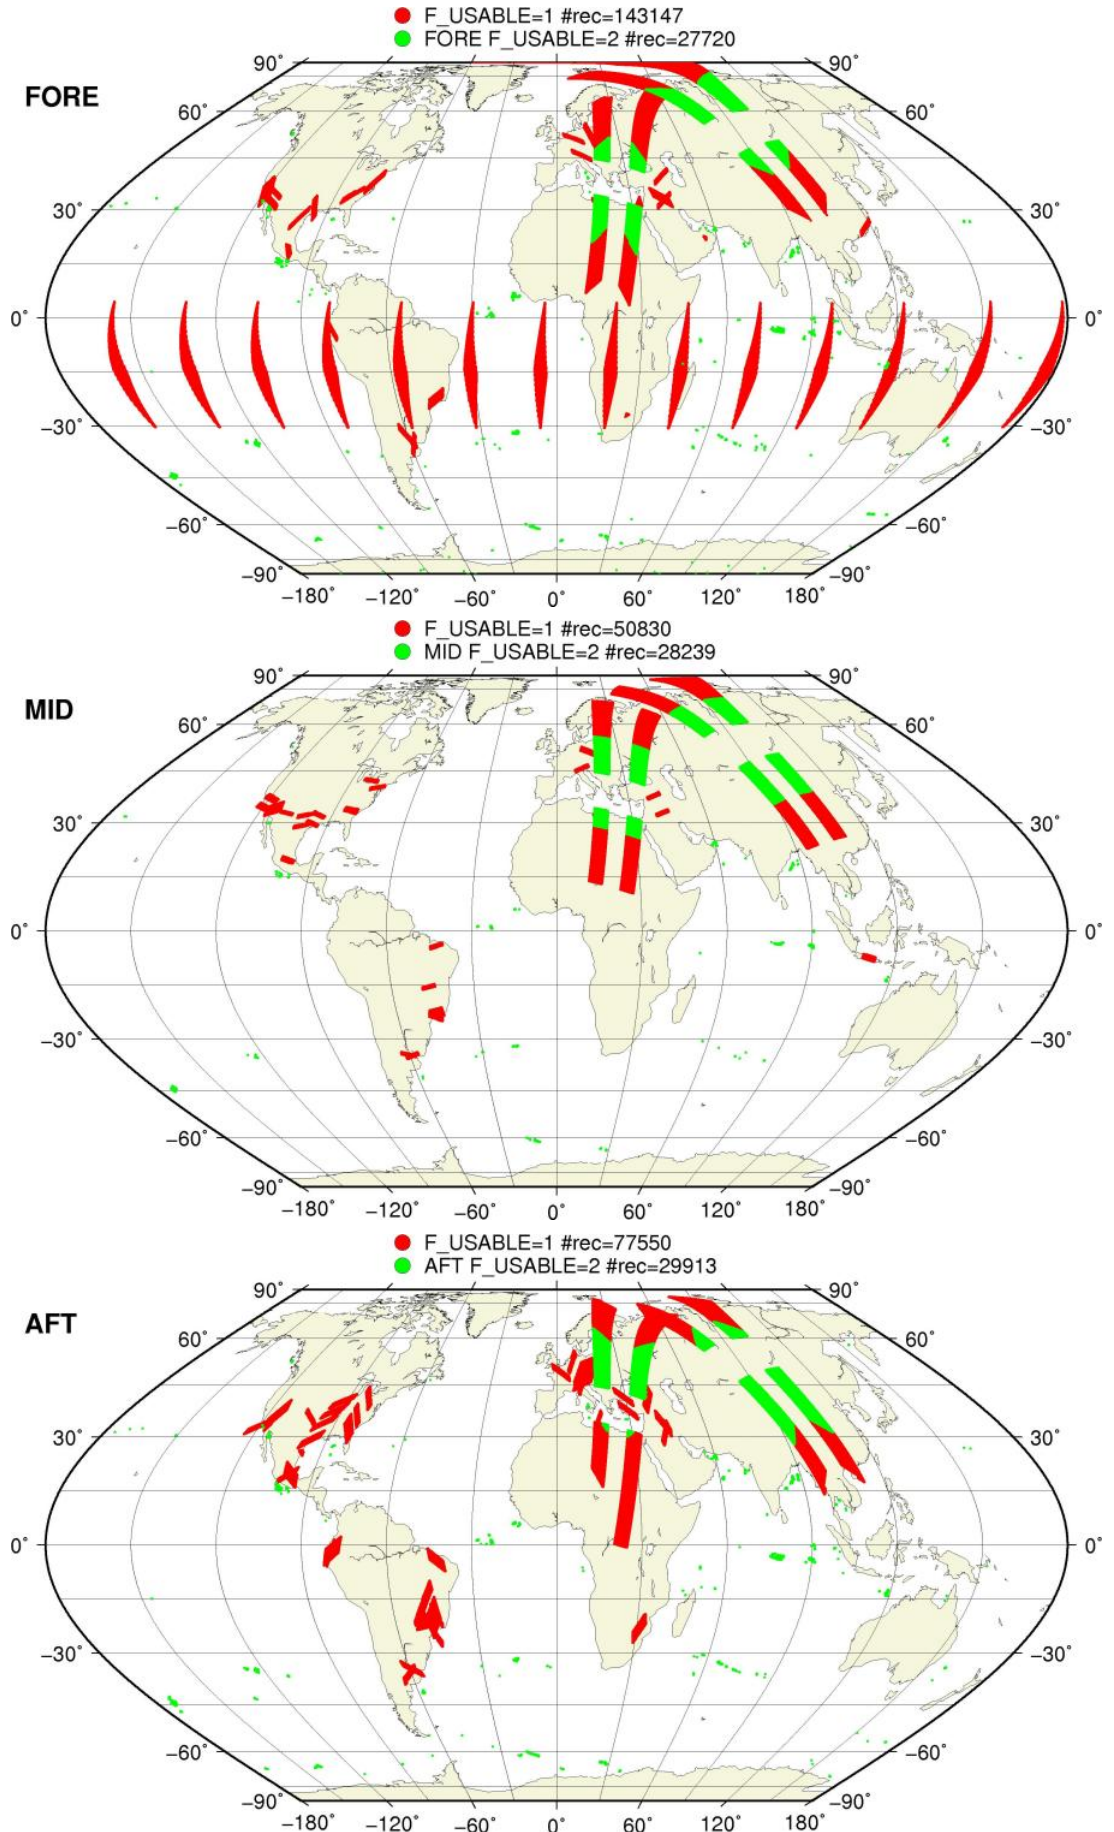 F_USABLE=1 #rec=143147
FORE F_USABLE=2 #rec=27720
FORE
90° 90°
60° 60°
30° 30°
0° 0°
−30° −30°
−60° −60°
−90° −90°
−180° −120° −60° 0° 60° 120° 180°
F_USABLE=1 #rec=50830
MID F_USABLE=2 #rec=28239
MID
90° 90°
60° 60°
30° 30°
0° 0°
−30° −30°
−60° −60°
−90° −90°
−180° −120° −60° 0° 60° 120° 180°
F_USABLE=1 #rec=77550
AFT F_USABLE=2 #rec=29913
AFT
90° 90°
60° 60°
30° 30°
0° 0°
−30° −30°
−60° −60°
−90° −90°
−180° −120° −60° 0° 60° 120° 180°